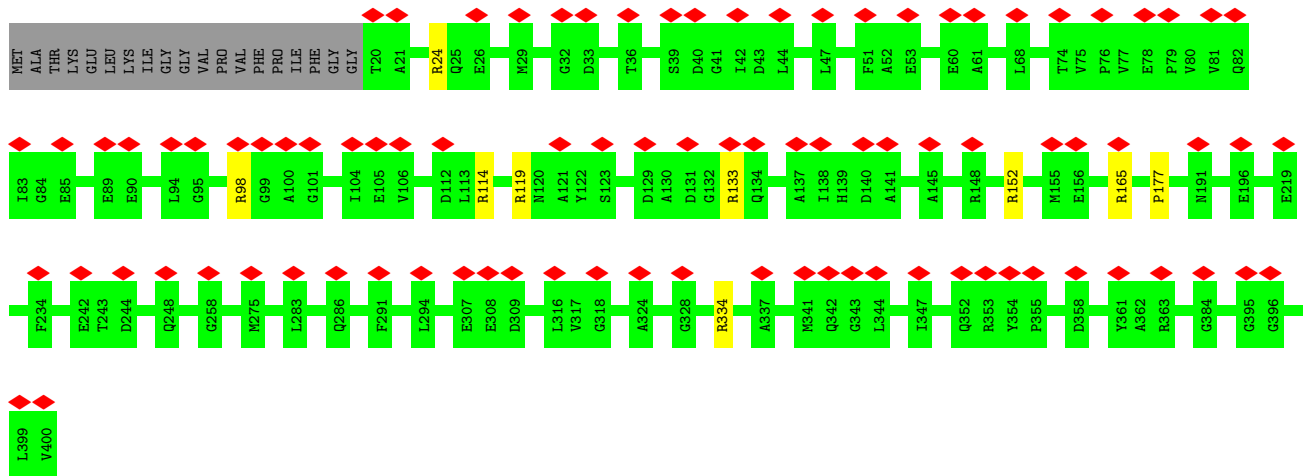 MET ALA THR LYS GLU LEU LYS ILE GLY GLY VAL PRO VAL PHE PRO ILE PHE GLY GLY T20 A21 R24 Q25 E26 M29 G32 D33 T36 S39 D40 G41 I42 D43 L44 L47 F51 A52 E53 E60 A61 L68 T74 V75 P76 V77 E78 P79 V80 V81 Q82
I83 G84 E85 E89 E90 L94 G95 R98 G99 A100 G101 I104 E105 V106 D112 L113 R114 R119 N120 A121 Y122 S123 D129 A130 D131 G132 R133 Q134 A137 I138 H139 D140 A141 A145 R148 R152 M155 E156 R165 P177 N191 E196 E219
F234 E242 T243 D244 Q248 G258 M275 L283 Q286 F291 L294 E307 E308 D309 L316 V317 G318 A324 G328 R334 A337 M341 Q342 G343 L344 I347 Q352 R353 Y354 P355 D358 Y361 A362 R363 G384 G395 G396
L399 V400